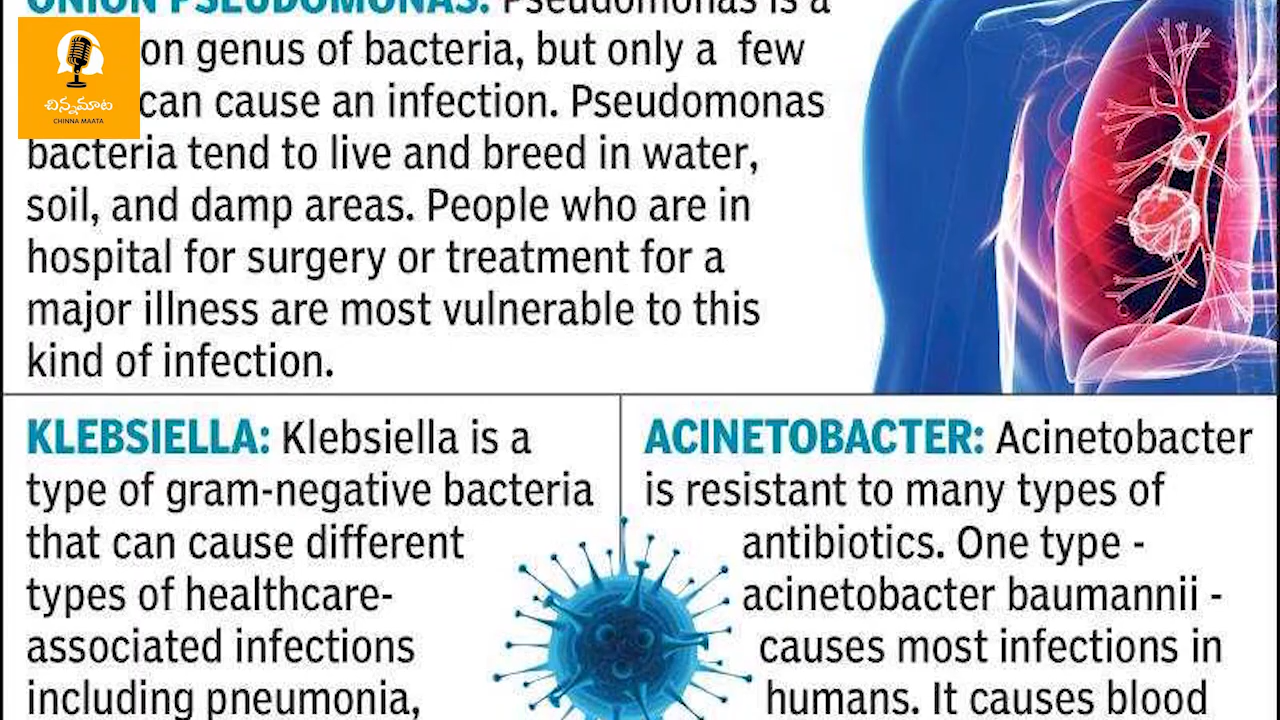 ONION PSEUDOMONAS: Pseudomonas is a
on genus of bacteria, but only a few
can cause an infection. Pseudomonas
bacteria tend to live and breed in water,
soil, and damp areas. People who are in
hospital for surgery or treatment for a
major illness are most vulnerable to this
kind of infection.
చిన్నమాట
CHINNA MAATA
KLEBSIELLA: Klebsiella is a
type of gram-negative bacteria
that can cause different
types of healthcare-
associated infections
including pneumonia,
ACINETOBACTER: Acinetobacter
is resistant to many types of
antibiotics. One type -
acinetobacter baumannii -
causes most infections in
humans. It causes blood